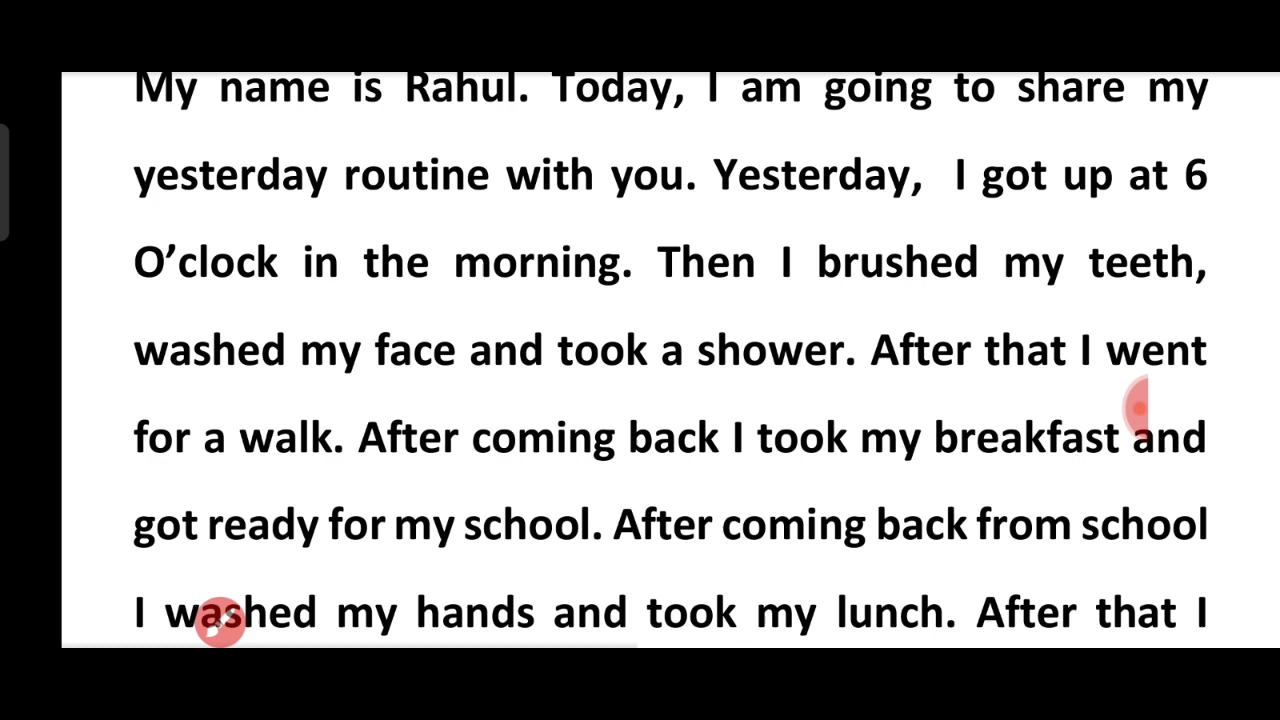 My name is Rahul. Today, I am going to share my
yesterday routine with you. Yesterday, I got up at 6
O’clock in the morning. Then I brushed my teeth,
washed my face and took a shower. After that I went
for a walk. After coming back I took my breakfast and
got ready for my school. After coming back from school
I washed my hands and took my lunch. After that I